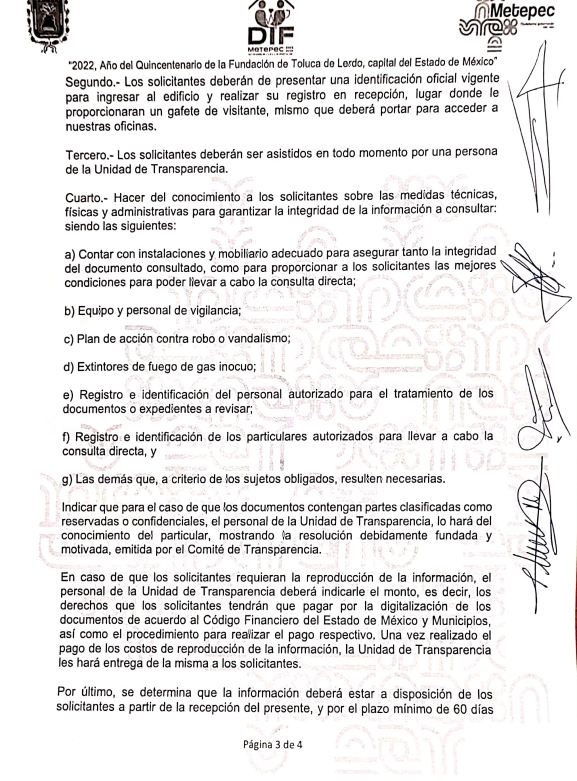 DIF
Metepec
Metepec
"2022, Año del Quincentenario de la Fundación de Toluca de Lerdo, capital del Estado de México"
Segundo.- Los solicitantes deberán de presentar una identificación oficial vigente
para ingresar al edificio y realizar su registro en recepción, lugar donde le
proporcionaran un gafete de visitante, mismo que deberá portar para acceder a
nuestras oficinas.
Tercero.- Los solicitantes deberán ser asistidos en todo momento por una persona
de la Unidad de Transparencia.
Cuarto.- Hacer del conocimiento a los solicitantes sobre las medidas técnicas,
físicas y administrativas para garantizar la integridad de la información a consultar:
siendo las siguientes:
a) Contar con instalaciones y mobiliario adecuado para asegurar tanto la integridad
del documento consultado, como para proporcionar a los solicitantes las mejores
condiciones para poder llevar a cabo la consulta directa;
b) Equipo y personal de vigilancia;
c) Plan de acción contra robo o vandalismo;
d) Extintores de fuego de gas inocuo;
e) Registro e identificación del personal autorizado para el tratamiento de los
documentos o expedientes a revisar;
f) Registro e identificación de los particulares autorizados para llevar a cabo la
consulta directa, y
g) Las demás que, a criterio de los sujetos obligados, resulten necesarias.
Indicar que para el caso de que los documentos contengan partes clasificadas como
reservadas o confidenciales, el personal de la Unidad de Transparencia, lo hará del
conocimiento del particular, mostrando la resolución debidamente fundada y
motivada, emitida por el Comité de Transparencia.
En caso de que los solicitantes requieran la reproducción de la información, el
personal de la Unidad de Transparencia deberá indicarle el monto, es decir, los
derechos que los solicitantes tendrán que pagar por la digitalización de los
documentos de acuerdo al Código Financiero del Estado de México y Municipios,
así como el procedimiento para realizar el pago respectivo. Una vez realizado el
pago de los costos de reproducción de la información, la Unidad de Transparencia
les hará entrega de la misma a los solicitantes.
Por último, se determina que la información deberá estar a disposición de los
solicitantes a partir de la recepción del presente, y por el plazo mínimo de 60 días
Página 3 de 4